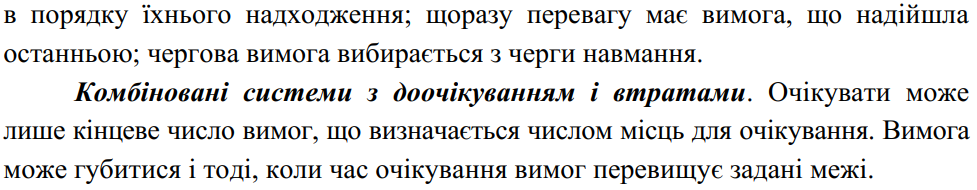 в порядку їхнього надходження; щоразу перевагу має вимога, що надійшла
останньою; чергова вимога вибирається з черги навмання.
Комбіновані системи з доочікуванням і втратами. Очікувати може
лише кінцеве число вимог, що визначається числом місць для очікування. Вимога
може губитися і тоді, коли час очікування вимог перевищує задані межі.